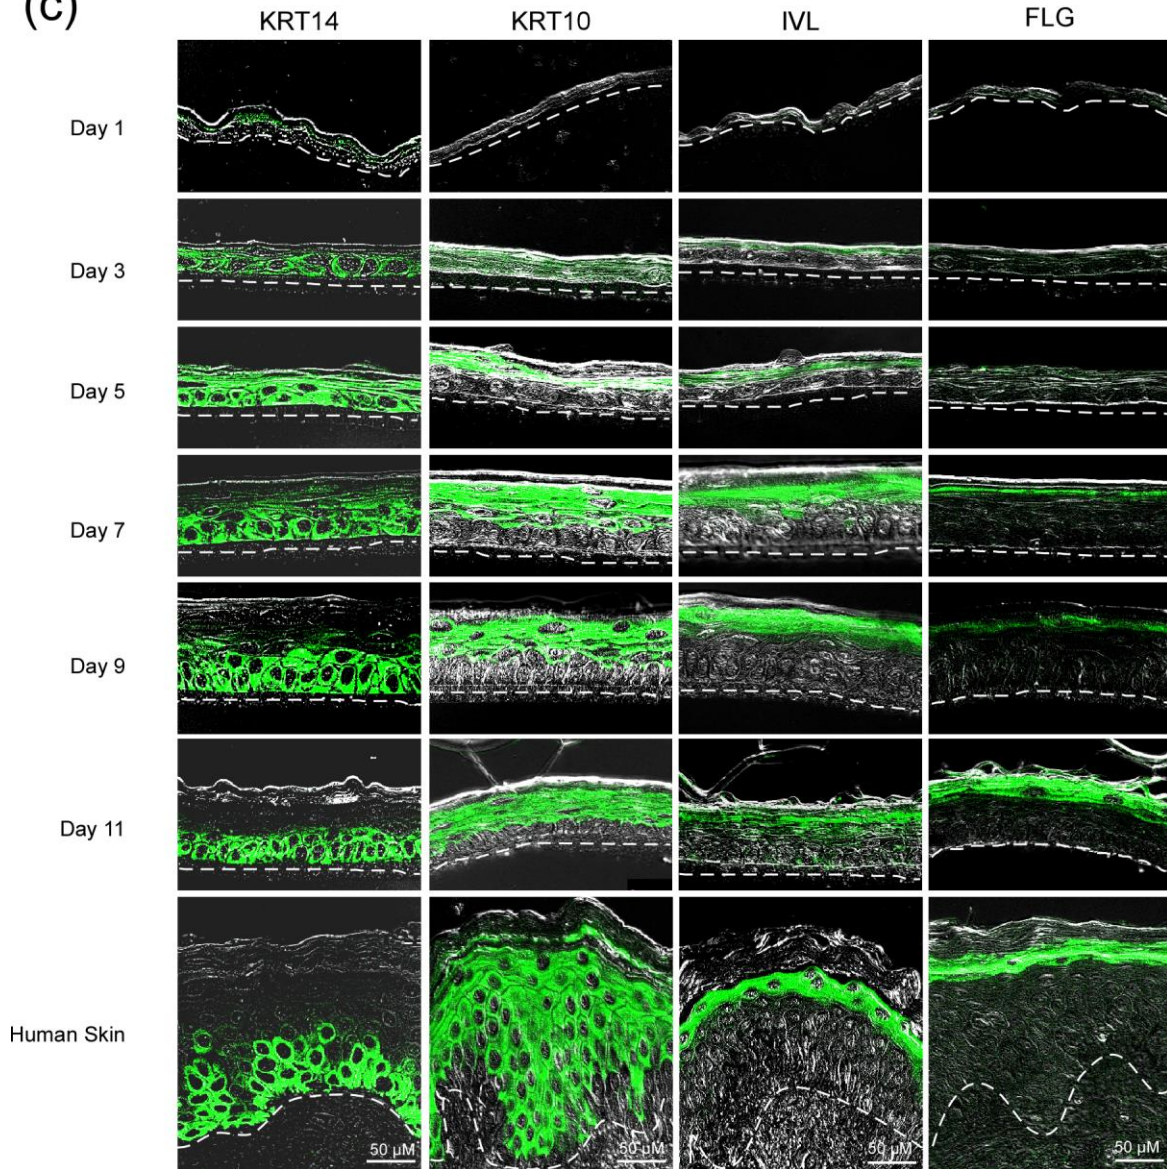 (c)
KRT14 KRT10 IVL FLG
Day 1
Day 3
Day 5
Day 7
Day 9
Day 11
Human Skin
50 µM 50 µM 50 µM 50 µM